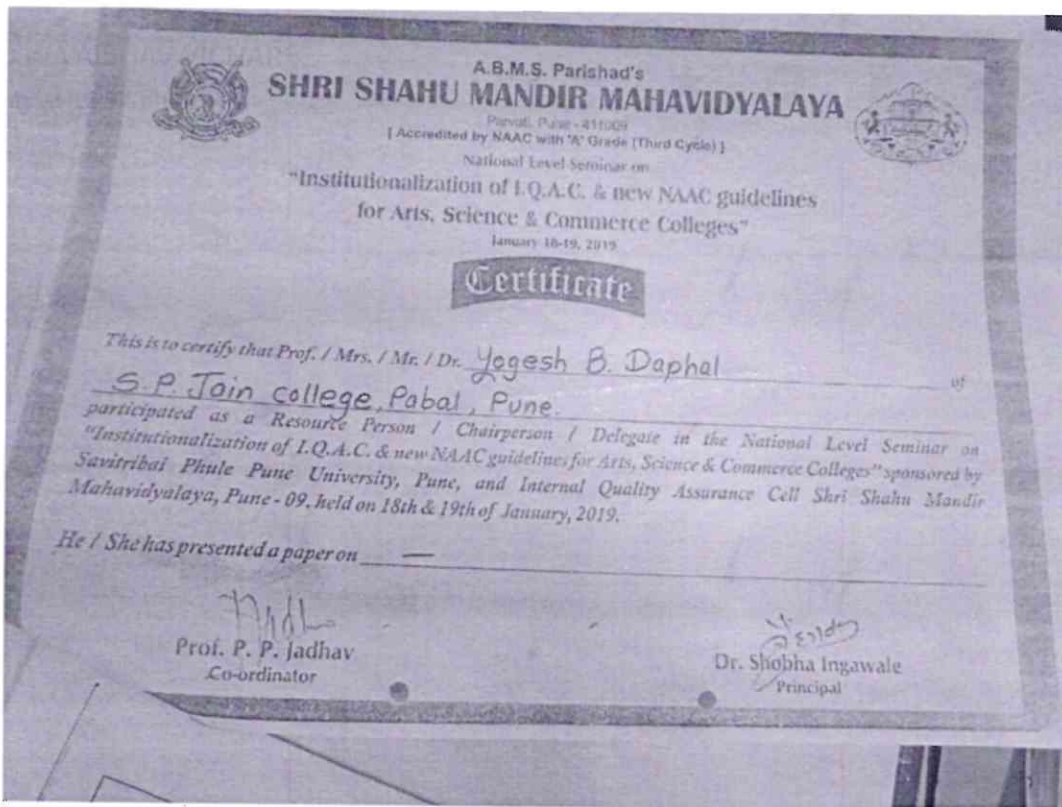 A.B.M.S. Parishad's
SHRI SHAHU MANDIR MAHAVIDYALAYA
Parvati, Pune - 411009
[ Accredited by NAAC with "A" Grade (Third Cycle) ]
National Level Seminar on
"Institutionalization of I.Q.A.C. & new NAAC guidelines
for Arts, Science & Commerce Colleges"
January 18-19, 2019
Certificate
This is to certify that Prof. / Mrs. / Mr. / Dr. Yogesh B. Daphal of
S.P. Jain college, Pabal, Pune.
participated as a Resource Person / Chairperson / Delegate in the National Level Seminar on
"Institutionalization of I.Q.A.C. & new NAAC guidelines for Arts, Science & Commerce Colleges" sponsored by
Savitribai Phule Pune University, Pune, and Internal Quality Assurance Cell Shri Shahu Mandir
Mahavidyalaya, Pune - 09, held on 18th & 19th of January, 2019.
He / She has presented a paper on —
Prof. P. P. Jadhav
Co-ordinator
Dr. Shobha Ingawale
Principal